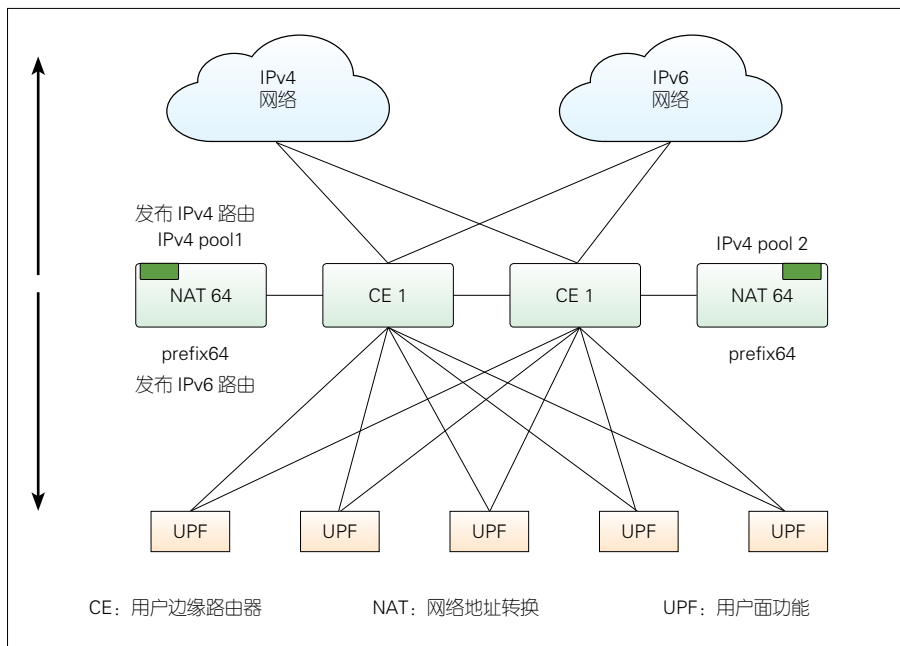 IPv4
网络
IPv6
网络
发布 IPv4 路由
IPv4 pool1
IPv4 pool 2
NAT 64
CE 1
CE 1
NAT 64
prefix64
prefix64
发布 IPv6 路由
UPF
UPF
UPF
UPF
UPF
CE：用户边缘路由器
NAT：网络地址转换
UPF：用户面功能